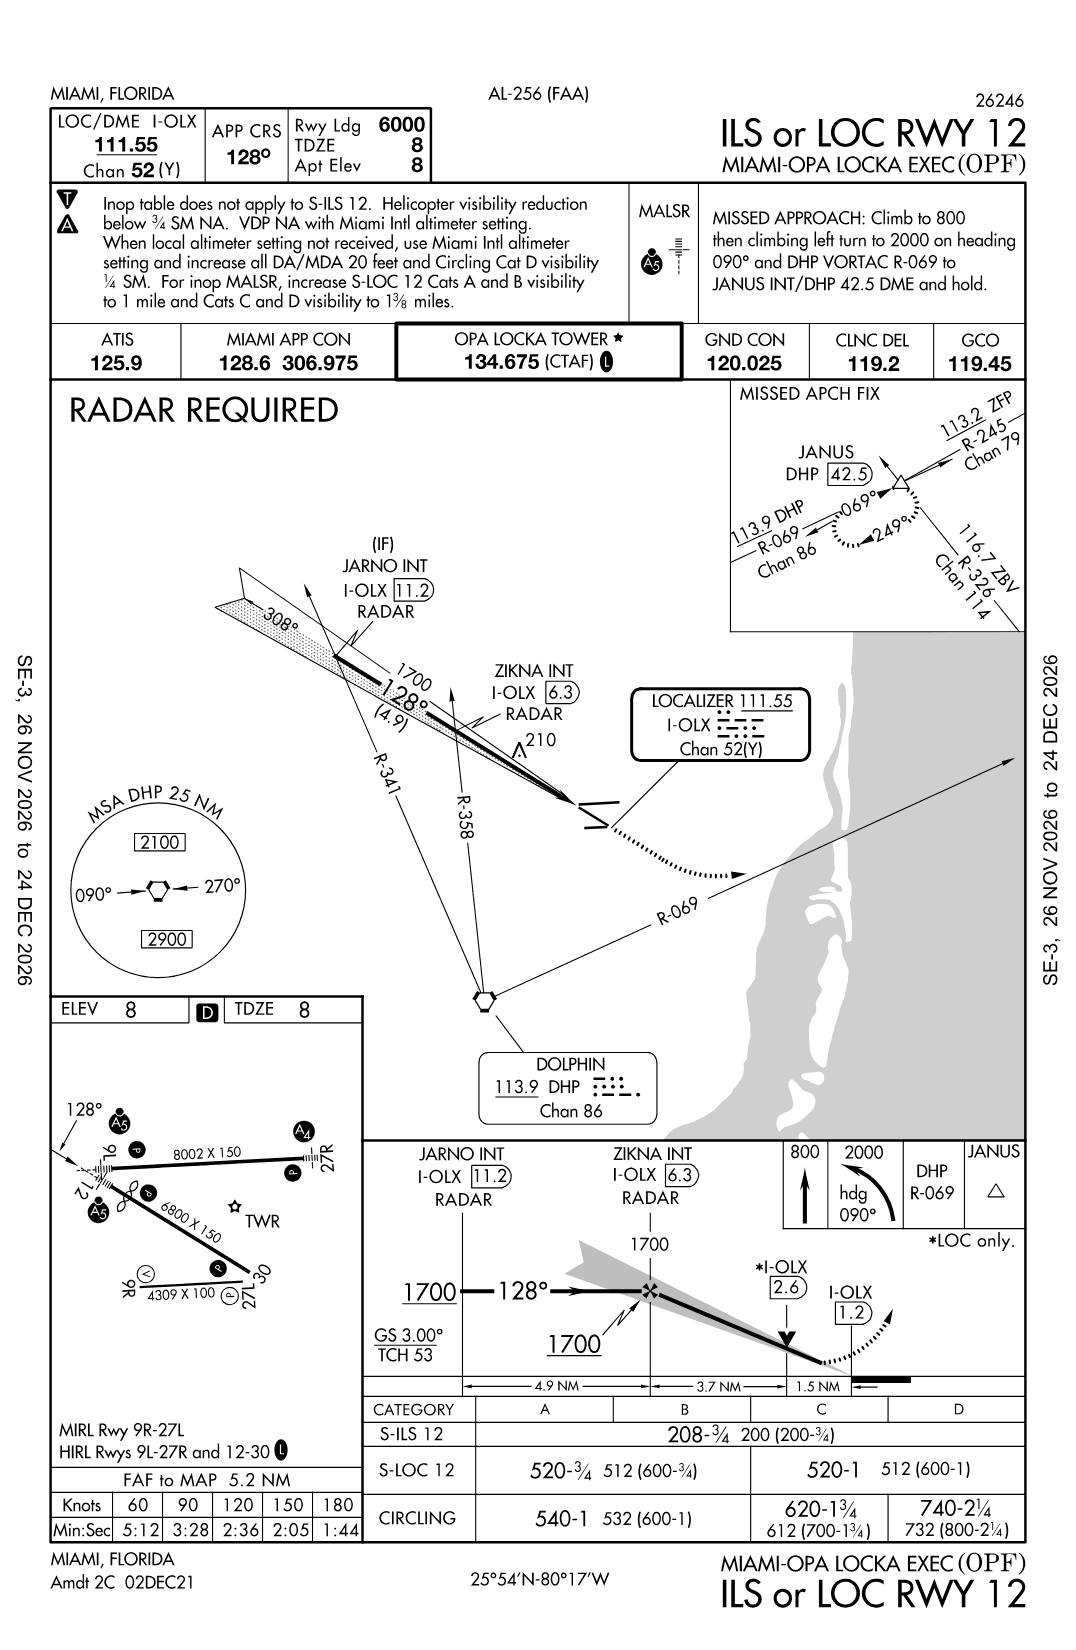 MIAMI, FLORIDA
AL-256 (FAA)
26246
LOC/DME I-OLX
111.55
Chan 52 (Y)
APP CRS
128°
Rwy Ldg 6000
TDZE 8
Apt Elev 8
ILS or LOC RWY 12
MIAMI-OPA LOCKA EXEC (OPF)
T
A
Inop table does not apply to S-ILS 12. Helicopter visibility reduction
below ¾ SM NA. VDP NA with Miami Intl altimeter setting.
When local altimeter setting not received, use Miami Intl altimeter
setting and increase all DA/MDA 20 feet and Circling Cat D visibility
¼ SM. For inop MALSR, increase S-LOC 12 Cats A and B visibility
to 1 mile and Cats C and D visibility to 1⅜ miles.
MALSR
A5
MISSED APPROACH: Climb to 800
then climbing left turn to 2000 on heading
090° and DHP VORTAC R-069 to
JANUS INT/DHP 42.5 DME and hold.
ATIS
125.9
MIAMI APP CON
128.6 306.975
OPA LOCKA TOWER ★
134.675 (CTAF) L
GND CON
120.025
CLNC DEL
119.2
GCO
119.45
RADAR REQUIRED
MISSED APCH FIX
JANUS
DHP 42.5
113.2 ZFP
R-245
Chan 79
113.9 DHP
R-069
Chan 86
069°
249°
116.7 ZBV
R-326
Chan 114
(IF)
JARNO INT
I-OLX 11.2
RADAR
308°
1700
128°
(4.9)
ZIKNA INT
I-OLX 6.3
RADAR
210
LOCALIZER 111.55
I-OLX
Chan 52(Y)
R-341
R-358
R-069
MSA DHP 25 NM
2100
090°
270°
2900
DOLPHIN
113.9 DHP
Chan 86
SE-3, 26 NOV 2026 to 24 DEC 2026
SE-3, 26 NOV 2026 to 24 DEC 2026
ELEV 8
D
TDZE 8
128°
A5
P
9L
8002 X 150
A4
27R
P
12
A5
P
6800 X 150
TWR
P
30
V
9R
4309 X 100
P
27L
MIRL Rwy 9R-27L
HIRL Rwys 9L-27R and 12-30 L
FAF to MAP 5.2 NM
Knots 60 90 120 150 180
Min:Sec 5:12 3:28 2:36 2:05 1:44
JARNO INT
I-OLX 11.2
RADAR
ZIKNA INT
I-OLX 6.3
RADAR
800
2000
hdg
090°
DHP
R-069
JANUS
*LOC only.
1700
1700
128°
1700
*I-OLX
2.6
I-OLX
1.2
GS 3.00°
TCH 53
4.9 NM
3.7 NM
1.5 NM
CATEGORY A B C D
S-ILS 12 208-¾ 200 (200-¾)
S-LOC 12 520-¾ 512 (600-¾) 520-1 512 (600-1)
CIRCLING 540-1 532 (600-1) 620-1¾ 612 (700-1¾) 740-2¼ 732 (800-2¼)
MIAMI, FLORIDA
Amdt 2C 02DEC21
25°54'N-80°17'W
MIAMI-OPA LOCKA EXEC (OPF)
ILS or LOC RWY 12